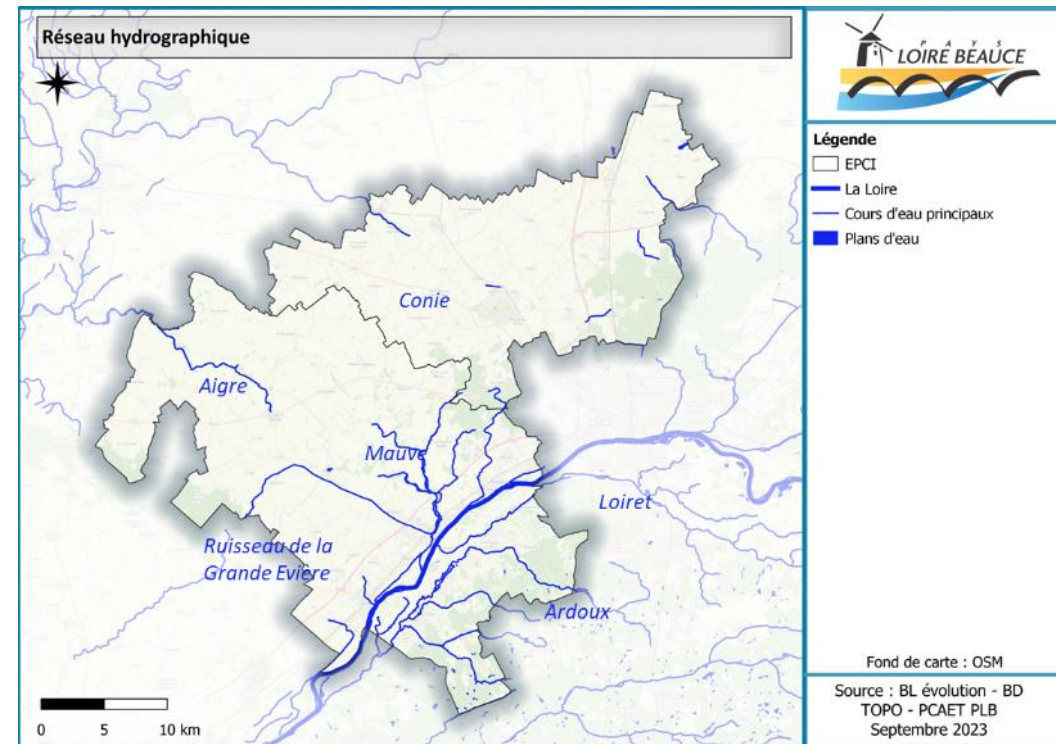 Réseau hydrographique
PAYS
LOIRE BEAUCE
Légende
EPCI
La Loire
Cours d'eau principaux
Plans d'eau
Conie
Aigre
Mauve
Loiret
Ruisseau de la
Grande Evière
Ardoux
0 5 10 km
Fond de carte : OSM
Source : BL évolution - BD
TOPO - PCAET PLB
Septembre 2023